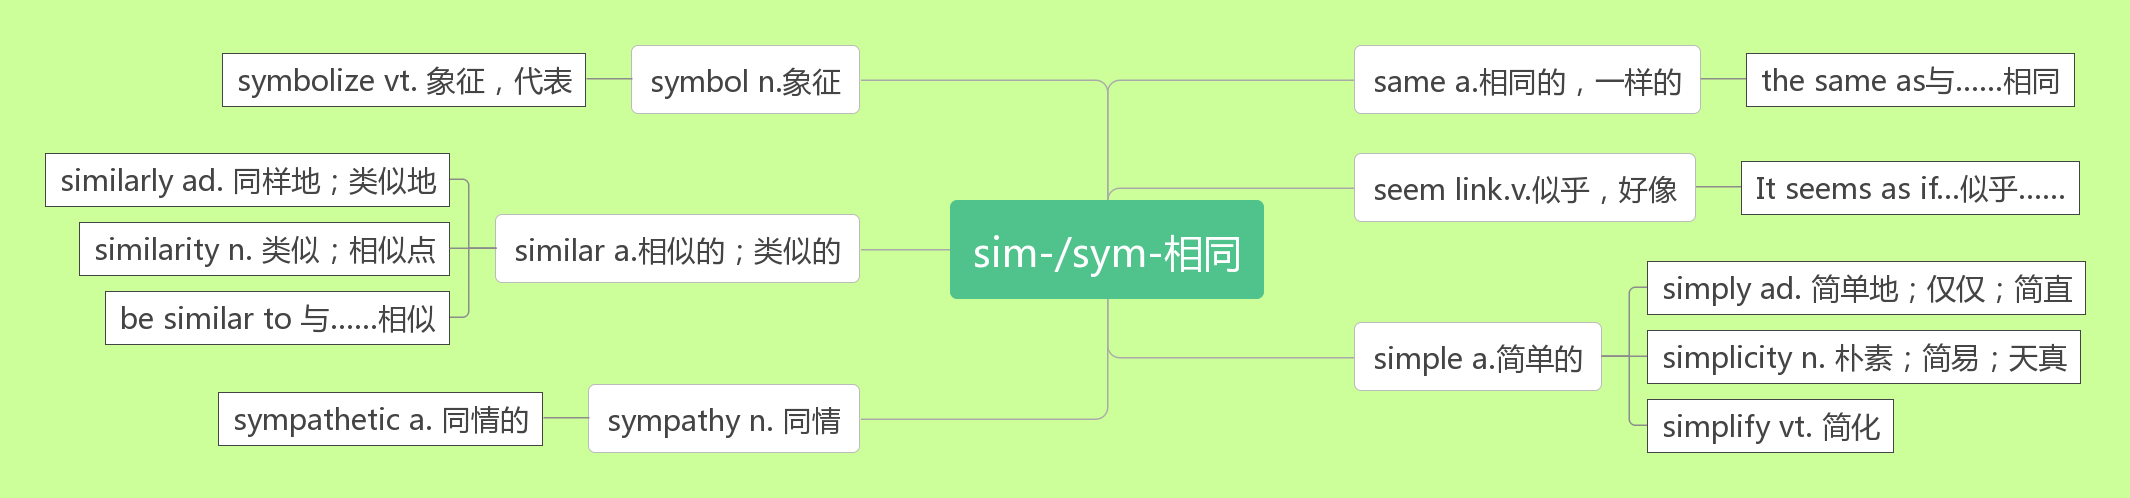 sim-/sym-相同
same a.相同的，一样的
the same as与……相同
seem link.v.似乎，好像
It seems as if...似乎……
simple a.简单的
simply ad. 简单地；仅仅；简直
simplicity n. 朴素；简易；天真
simplify vt. 简化
symbol n.象征
symbolize vt. 象征，代表
similar a.相似的；类似的
similarly ad. 同样地；类似地
similarity n. 类似；相似点
be similar to 与……相似
sympathy n. 同情
sympathetic a. 同情的